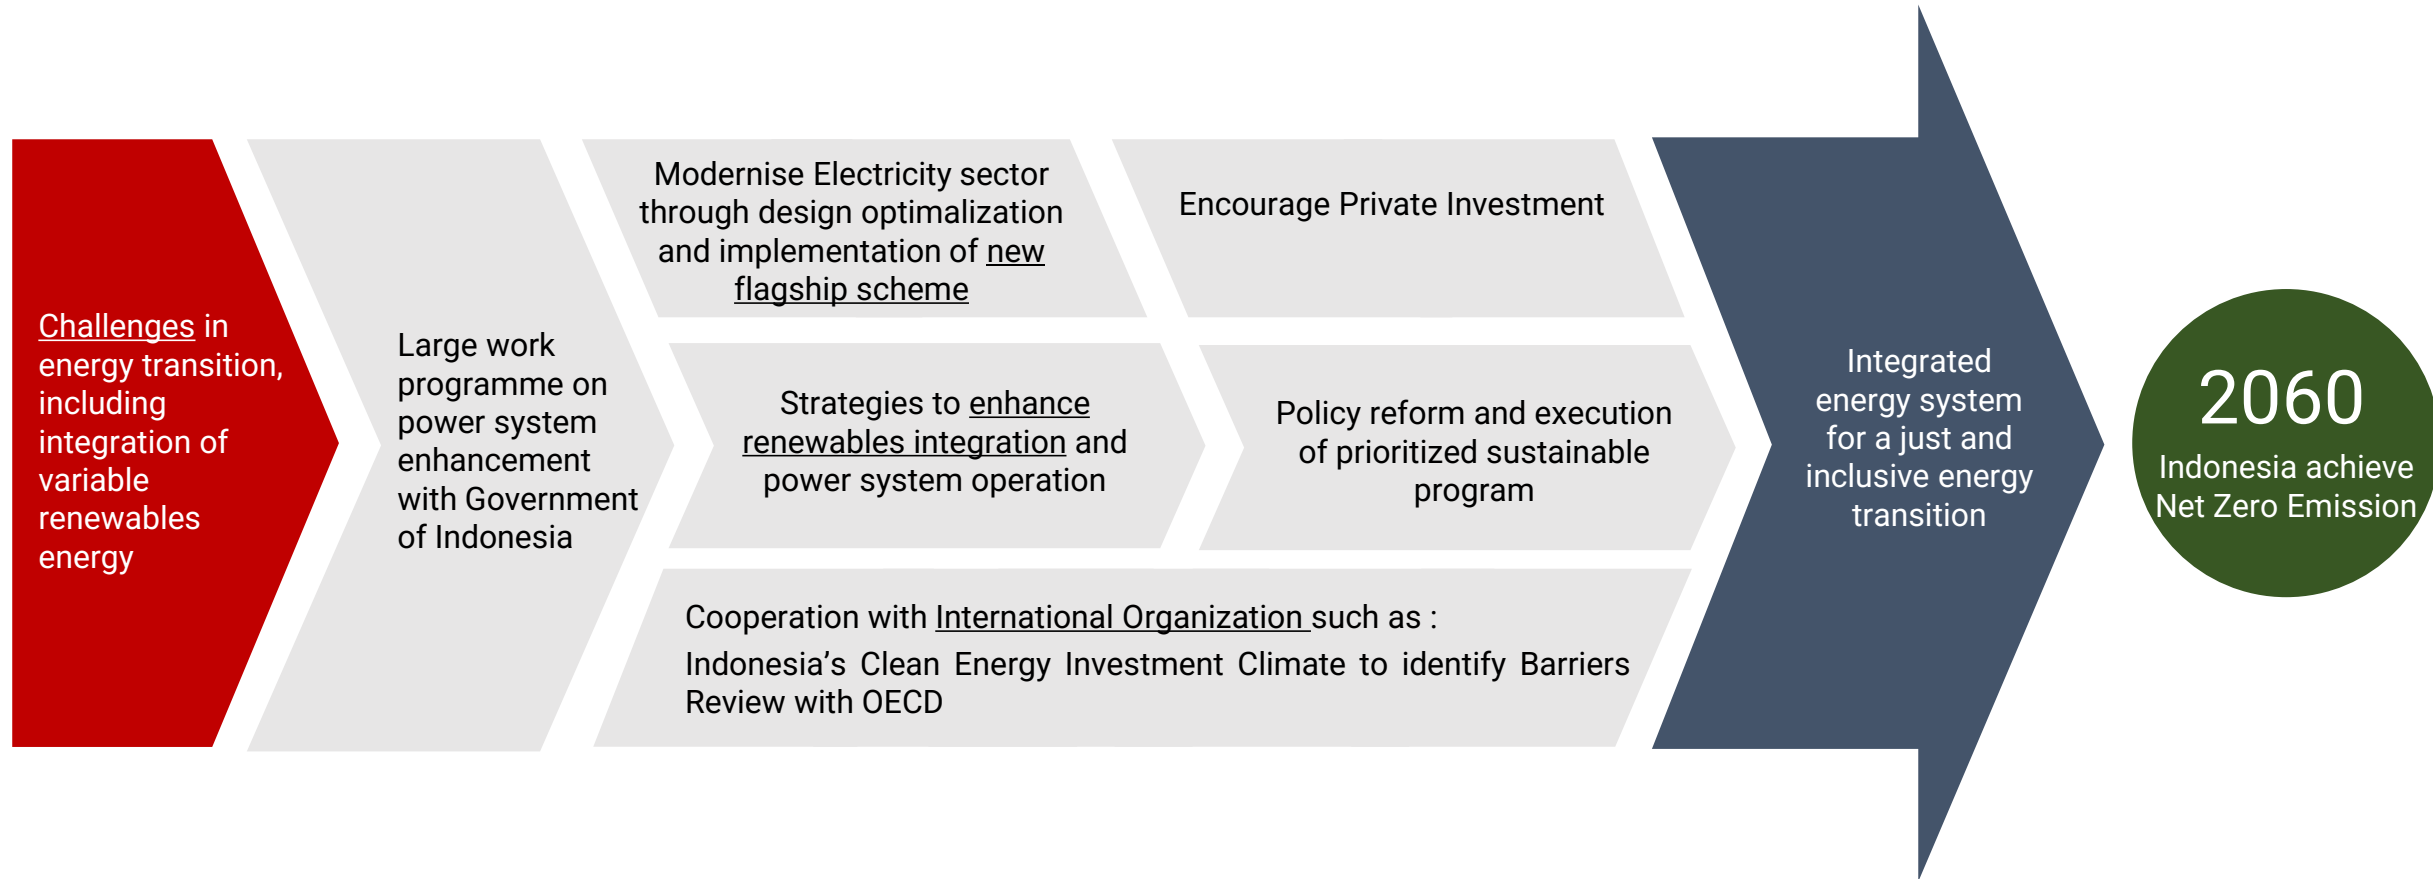 Challenges in
energy transition,
including
integration of
variable
renewables
energy
Large work
programme on
power system
enhancement
with Government
of Indonesia
Modernise Electricity sector
through design optimalization
and implementation of new
flagship scheme
Encourage Private Investment
Strategies to enhance
renewables integration and
power system operation
Policy reform and execution
of prioritized sustainable
program
Cooperation with International Organization such as :
Indonesia’s Clean Energy Investment Climate to identify Barriers
Review with OECD
Integrated
energy system
for a just and
inclusive energy
transition
2060
Indonesia achieve
Net Zero Emission